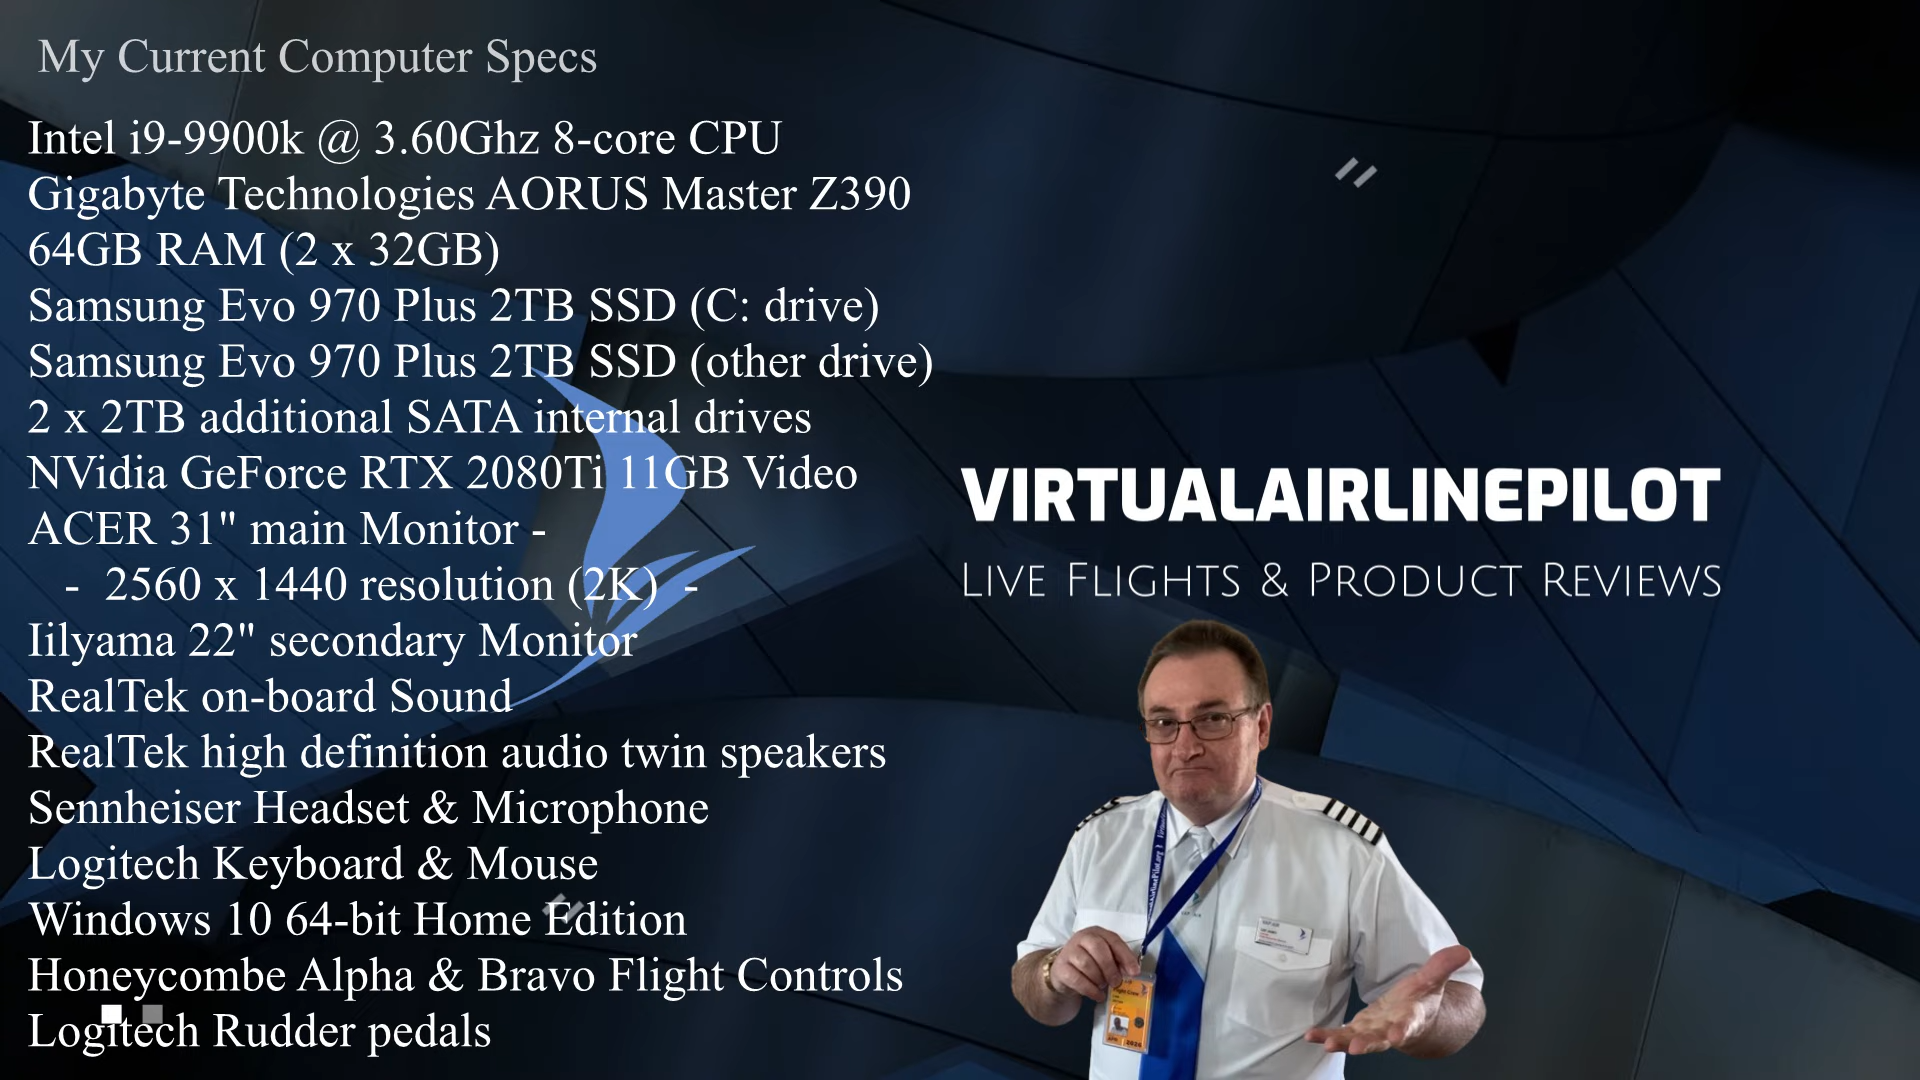 My Current Computer Specs
Intel i9-9900k @ 3.60Ghz 8-core CPU
Gigabyte Technologies AORUS Master Z390
64GB RAM (2 x 32GB)
Samsung Evo 970 Plus 2TB SSD (C: drive)
Samsung Evo 970 Plus 2TB SSD (other drive)
2 x 2TB additional SATA internal drives
NVidia GeForce RTX 2080Ti 11GB Video
ACER 31" main Monitor -
- 2560 x 1440 resolution (2K) -
Iilyama 22" secondary Monitor
RealTek on-board Sound
RealTek high definition audio twin speakers
Sennheiser Headset & Microphone
Logitech Keyboard & Mouse
Windows 10 64-bit Home Edition
Honeycombe Alpha & Bravo Flight Controls
Logitech Rudder pedals
VIRTUALAIRLINEPILOT
LIVE FLIGHTS & PRODUCT REVIEWS